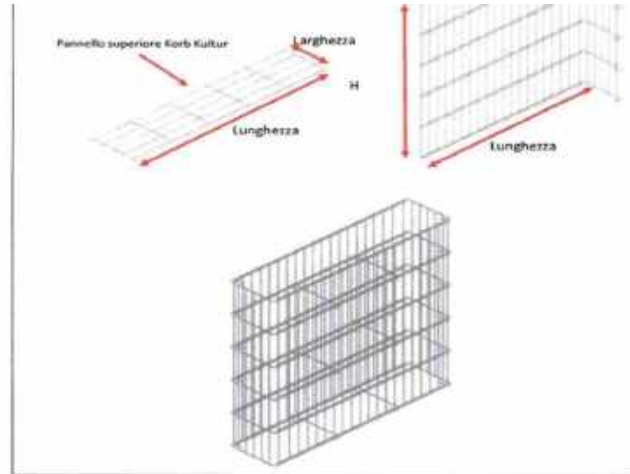 Larghezza
Pannello superiore Korb Kultur
H
Lunghezza
Lunghezza